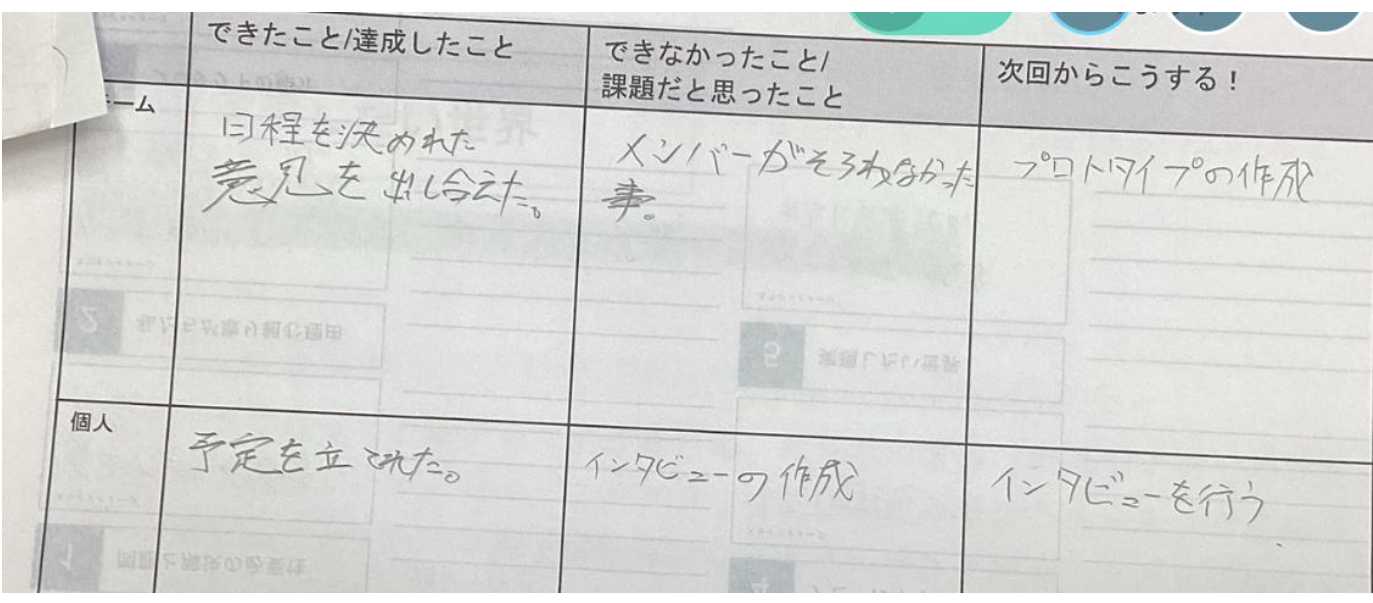 できたこと/達成したこと
できなかったこと/
課題だと思ったこと
次回からこうする！
ーム
日程を決めれた
意見を出し合えた。
メンバーがそろわなかった
事。
プロトタイプの作成
個人
予定を立てれた。
インタビューの作成
インタビューを行う